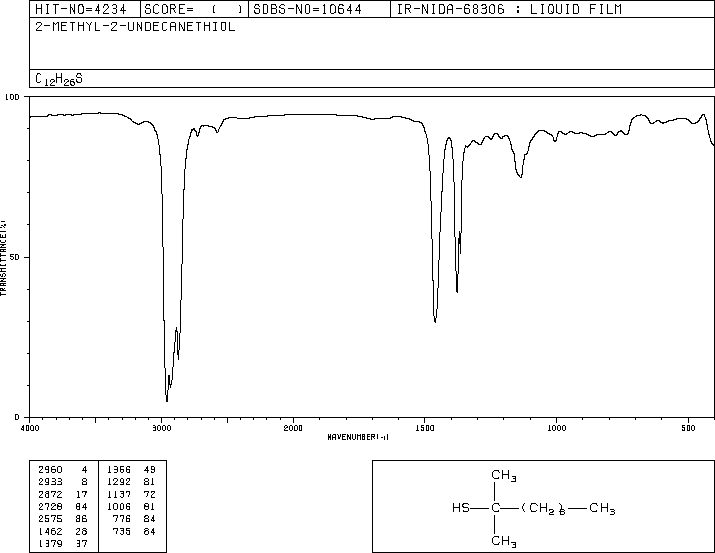 HIT-NO=4234 SCORE= ( ) SDBS-NO=10644 IR-NIDA-68306 : LIQUID FILM
2-METHYL-2-UNDECANETHIOL
C12H26S
100
50
0
TRANSMITTANCE(%)
4000 3000 2000 1500 1000 500
WAVENUMBER(-1)
2960 4 1366 49
2933 8 1292 81
2872 17 1137 72
2728 84 1006 81
2575 86 776 84
1462 28 735 84
1379 37
CH3
HS—C—(CH2)8—CH3
CH3